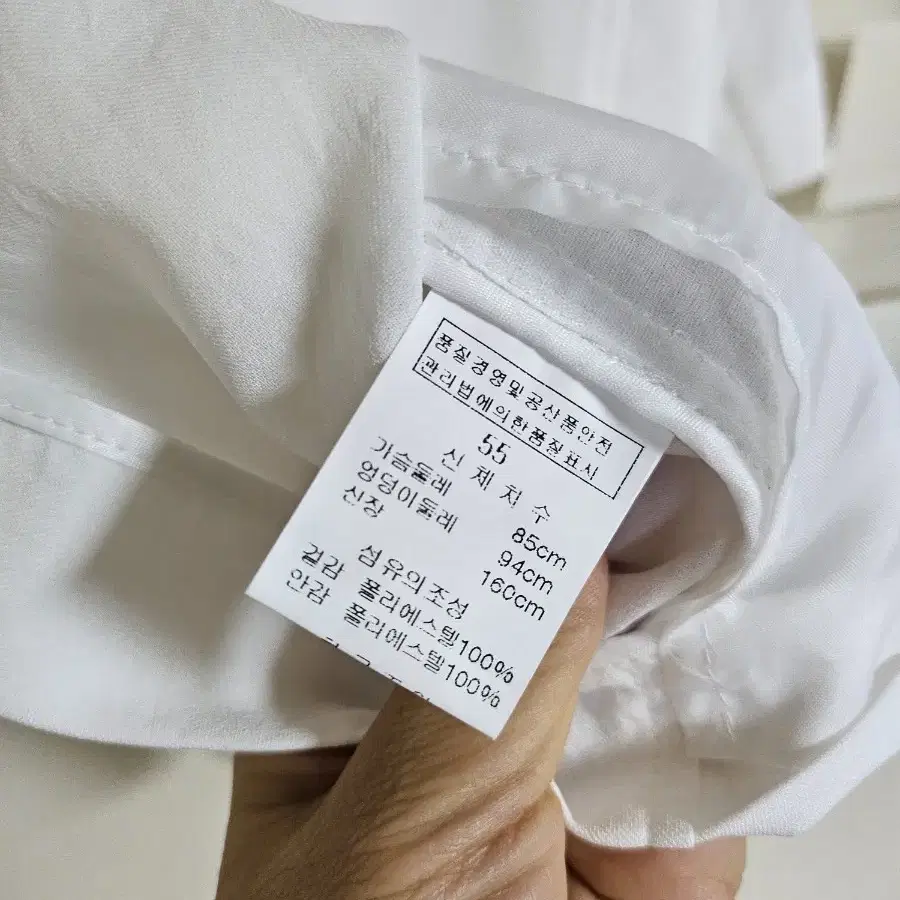 품질경영및공산품안전
관리법에의한품질표시
55
신 체 치 수
가슴둘레 85cm
엉덩이둘레 94cm
신장 160cm
섬유의조성
겉감 폴리에스텔100%
안감 폴리에스텔100%